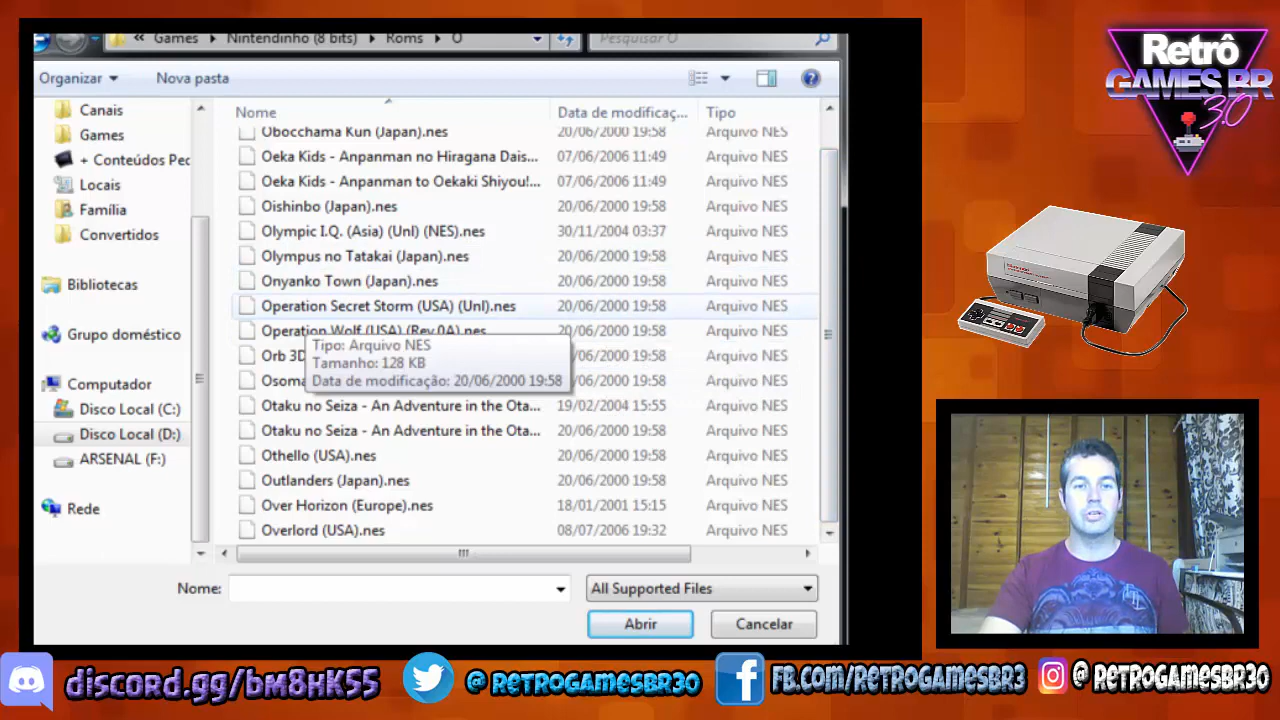 Games ▸ Nintendinho (8 bits) ▸ Roms ▸ O
Pesquisar O
Organizar
Nova pasta
Canais
Games
+ Conteúdos Pec
Locais
Família
Convertidos
Bibliotecas
Grupo doméstico
Computador
Disco Local (C:)
Disco Local (D:)
ARSENAL (F:)
Rede
Nome Data de modificaç... Tipo
Obocchama Kun (Japan).nes 20/06/2000 19:58 Arquivo NES
Oeka Kids - Anpanman no Hiragana Dais... 07/06/2006 11:49 Arquivo NES
Oeka Kids - Anpanman to Oekaki Shiyou!... 07/06/2006 11:49 Arquivo NES
Oishinbo (Japan).nes 20/06/2000 19:58 Arquivo NES
Olympic I.Q. (Asia) (Unl) (NES).nes 30/11/2004 03:37 Arquivo NES
Olympus no Tatakai (Japan).nes 20/06/2000 19:58 Arquivo NES
Onyanko Town (Japan).nes 20/06/2000 19:58 Arquivo NES
Operation Secret Storm (USA) (Unl).nes 20/06/2000 19:58 Arquivo NES
Operation Wolf (USA) (Rev 0A).nes 20/06/2000 19:58 Arquivo NES
Orb 3D /06/2000 19:58 Arquivo NES
Osoma /06/2000 19:58 Arquivo NES
Tipo: Arquivo NES
Tamanho: 128 KB
Data de modificação: 20/06/2000 19:58
Otaku no Seiza - An Adventure in the Ota... 19/02/2004 15:55 Arquivo NES
Otaku no Seiza - An Adventure in the Ota... 20/06/2000 19:58 Arquivo NES
Othello (USA).nes 20/06/2000 19:58 Arquivo NES
Outlanders (Japan).nes 20/06/2000 19:58 Arquivo NES
Over Horizon (Europe).nes 18/01/2001 15:15 Arquivo NES
Overlord (USA).nes 08/07/2006 19:32 Arquivo NES
Nome:
All Supported Files
Abrir
Cancelar
Retrô
GAMES BR
3.0
discord.gg/bm8hK55
@RETROGAMESBR30
FB.com/RETROGAMESBR3
@RETROGAMESBR30